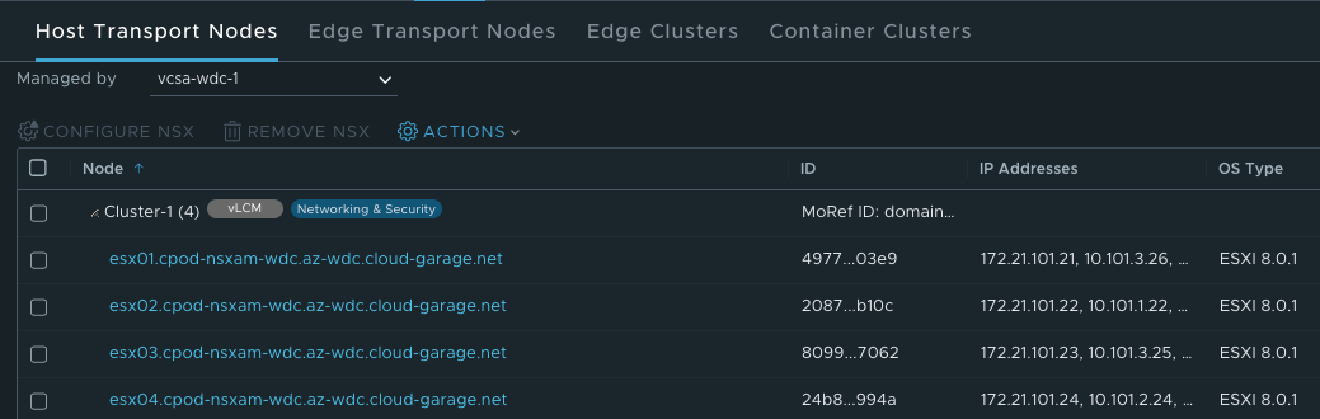 Host Transport Nodes Edge Transport Nodes Edge Clusters Container Clusters
Managed by vcsa-wdc-1
CONFIGURE NSX REMOVE NSX ACTIONS
Node ↑ ID IP Addresses OS Type
Cluster-1 (4) vLCM Networking & Security MoRef ID: domain...
esx01.cpod-nsxam-wdc.az-wdc.cloud-garage.net 4977...03e9 172.21.101.21, 10.101.3.26, ... ESXI 8.0.1
esx02.cpod-nsxam-wdc.az-wdc.cloud-garage.net 2087...b10c 172.21.101.22, 10.101.1.22, ... ESXI 8.0.1
esx03.cpod-nsxam-wdc.az-wdc.cloud-garage.net 8099...7062 172.21.101.23, 10.101.3.25, ... ESXI 8.0.1
esx04.cpod-nsxam-wdc.az-wdc.cloud-garage.net 24b8...994a 172.21.101.24, 10.101.2.24, ... ESXI 8.0.1